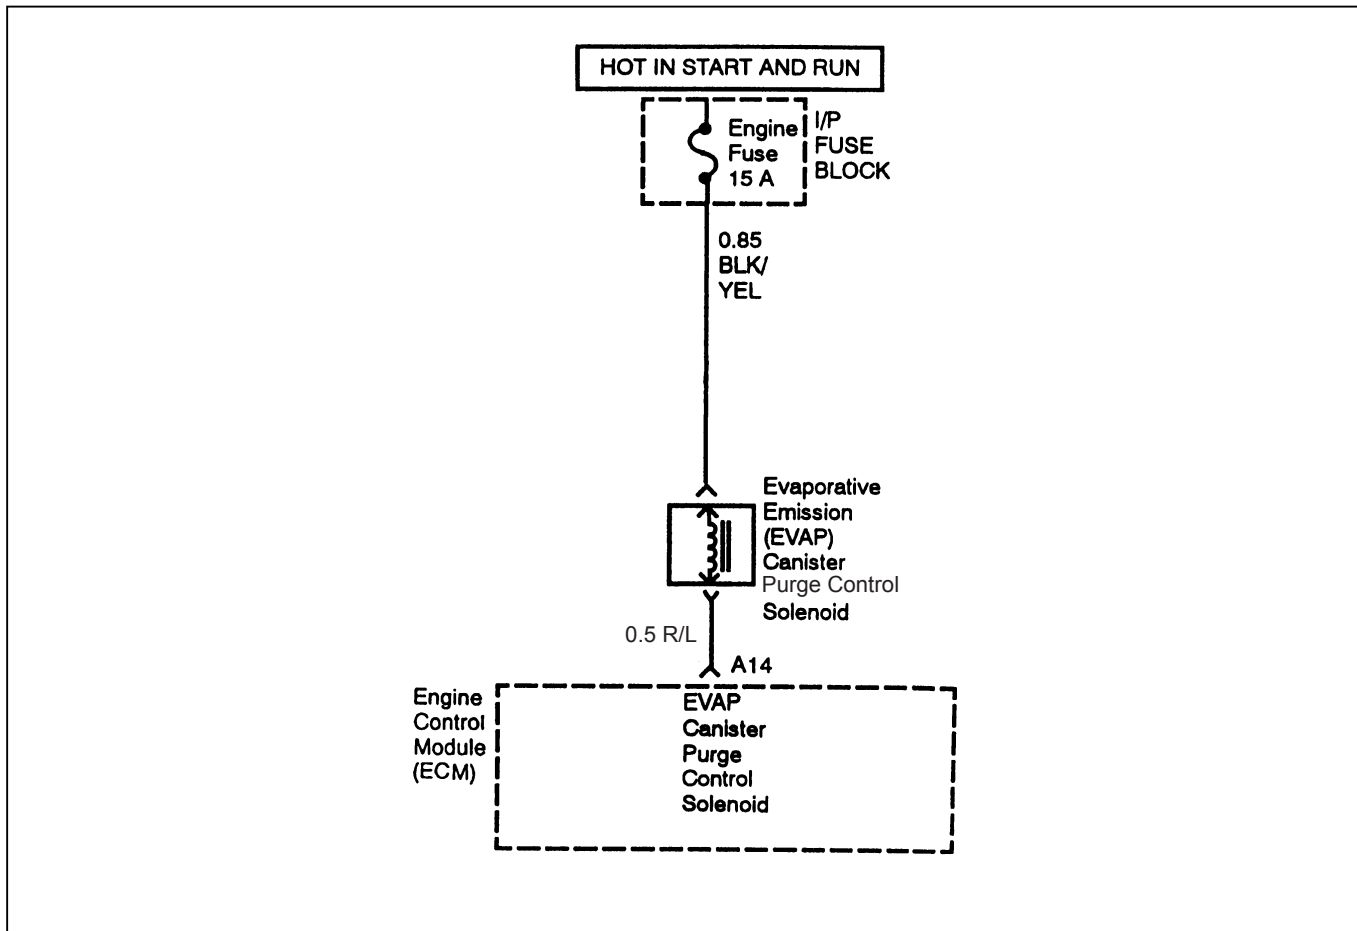 HOT IN START AND RUN
Engine
Fuse
15 A
I/P
FUSE
BLOCK
0.85
BLK/
YEL
Evaporative
Emission
(EVAP)
Canister
Purge Control
Solenoid
0.5 R/L
A14
Engine
Control
Module
(ECM)
EVAP
Canister
Purge
Control
Solenoid